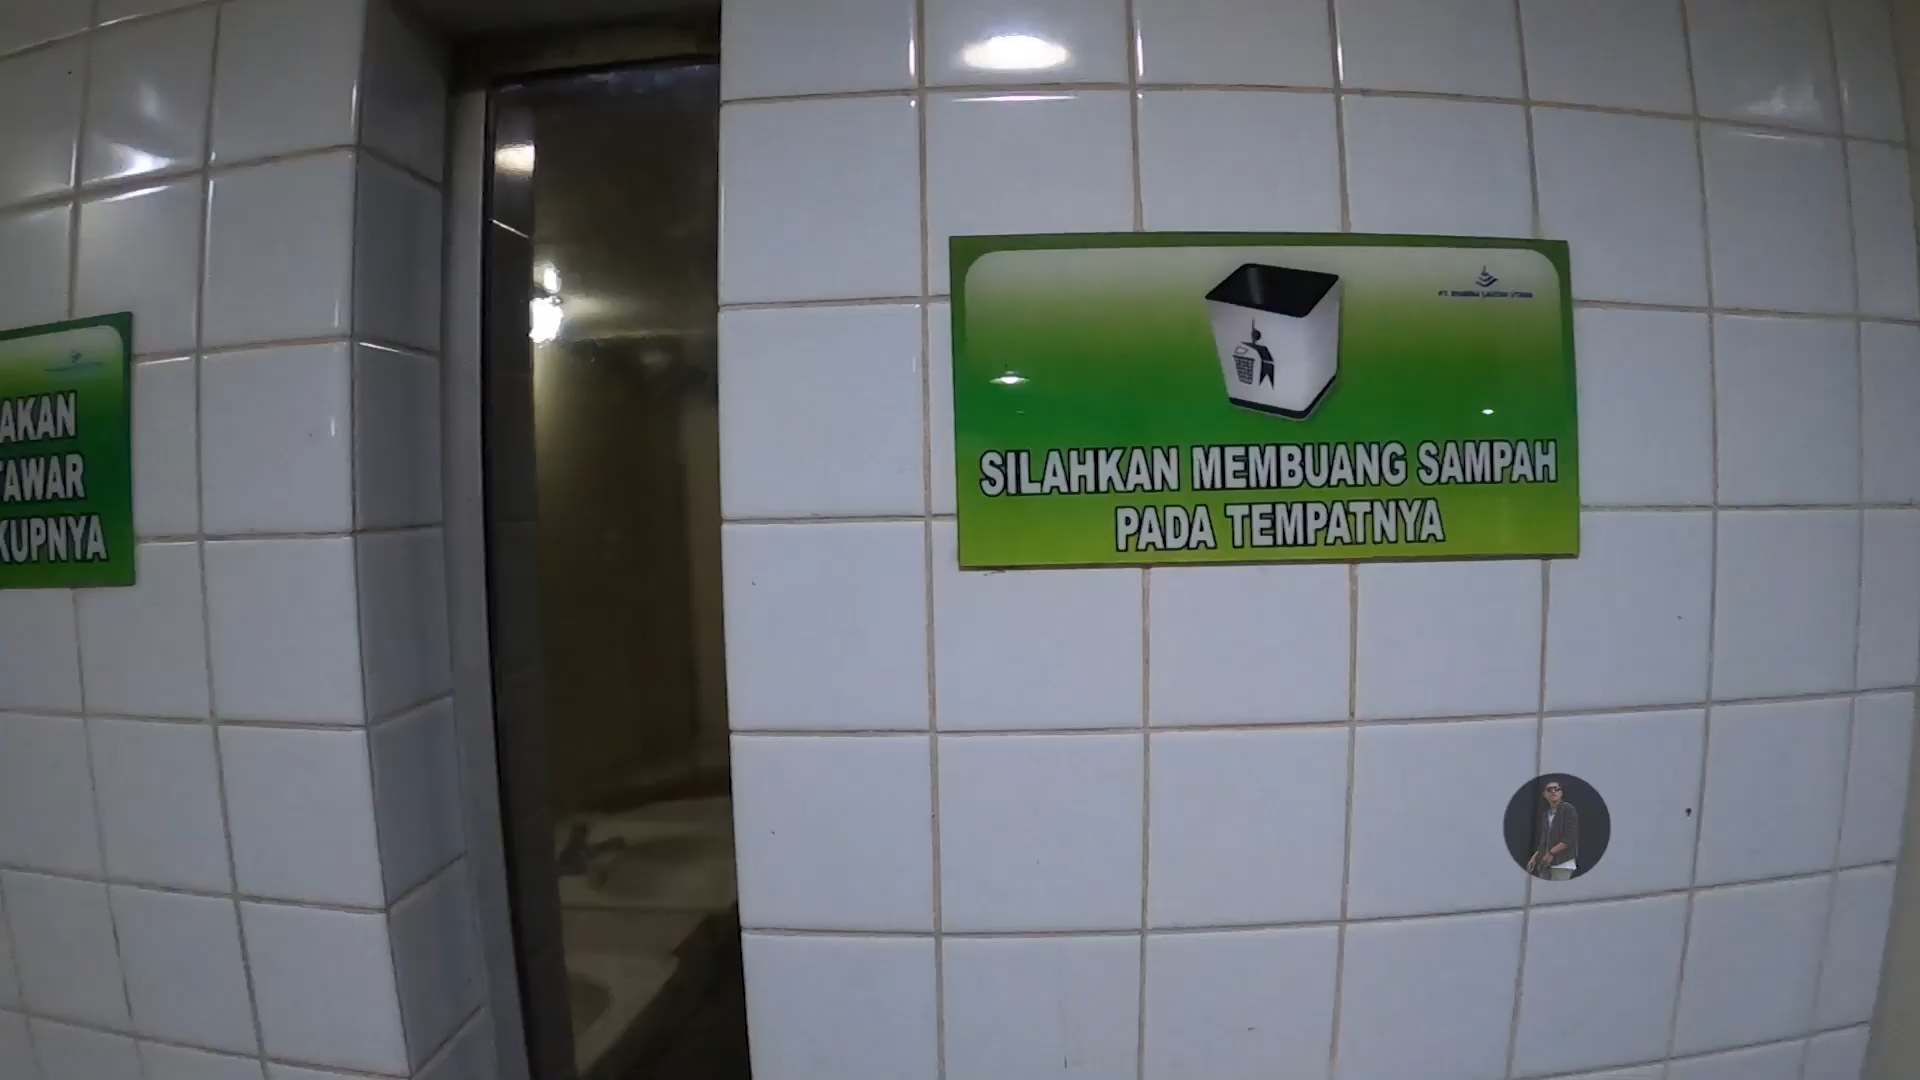 AKAN
TAWAR
KUPNYA
SILAHKAN MEMBUANG SAMPAH
PADA TEMPATNYA